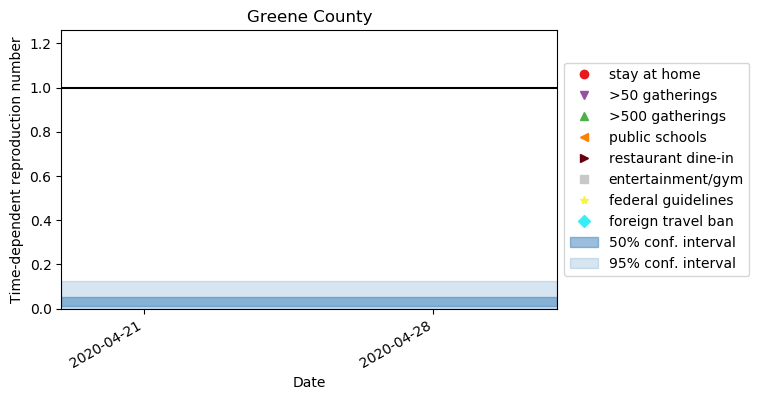 Greene County
Time-dependent reproduction number
1.2
1.0
0.8
0.6
0.4
0.2
0.0
2020-04-21
2020-04-28
Date
stay at home
>50 gatherings
>500 gatherings
public schools
restaurant dine-in
entertainment/gym
federal guidelines
foreign travel ban
50% conf. interval
95% conf. interval